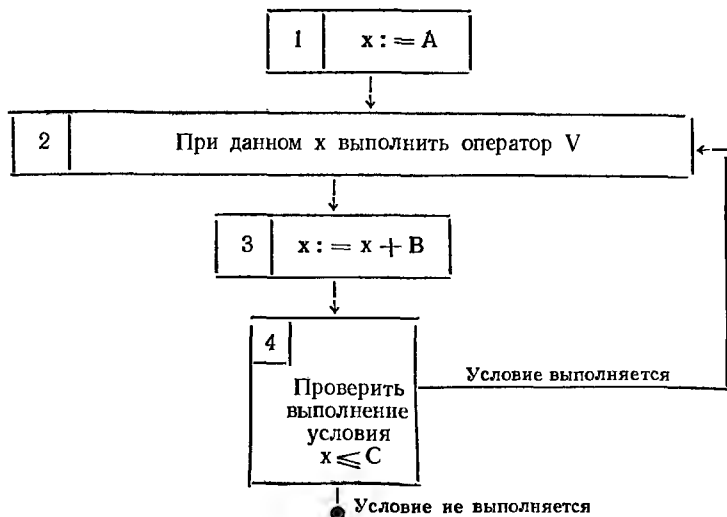 1 x := A
2 При данном x выполнить оператор V
3 x := x + B
4
Условие выполняется
Проверить
выполнение
условия
x ⩽ C
Условие не выполняется